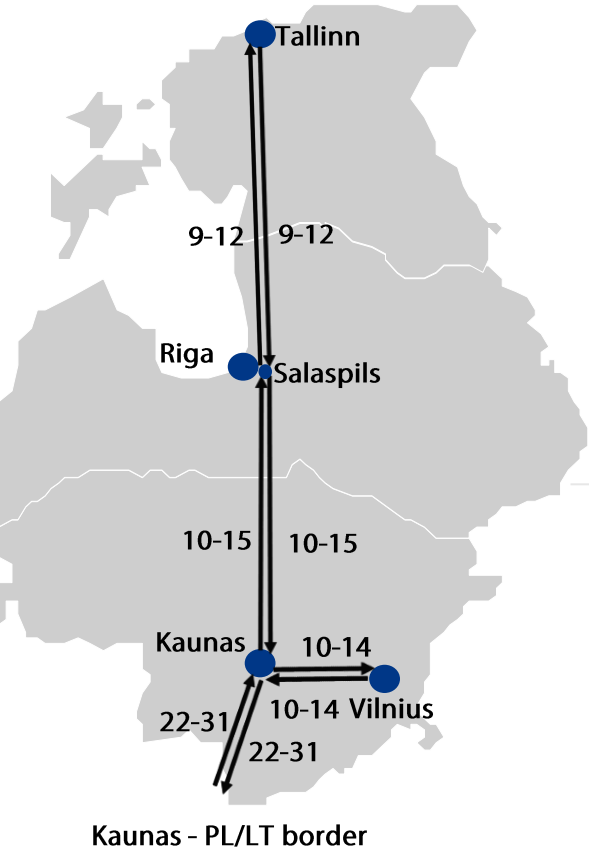 Tallinn
9-12
9-12
Riga
Salaspils
10-15
10-15
Kaunas
10-14
10-14
Vilnius
22-31
22-31
Kaunas - PL/LT border